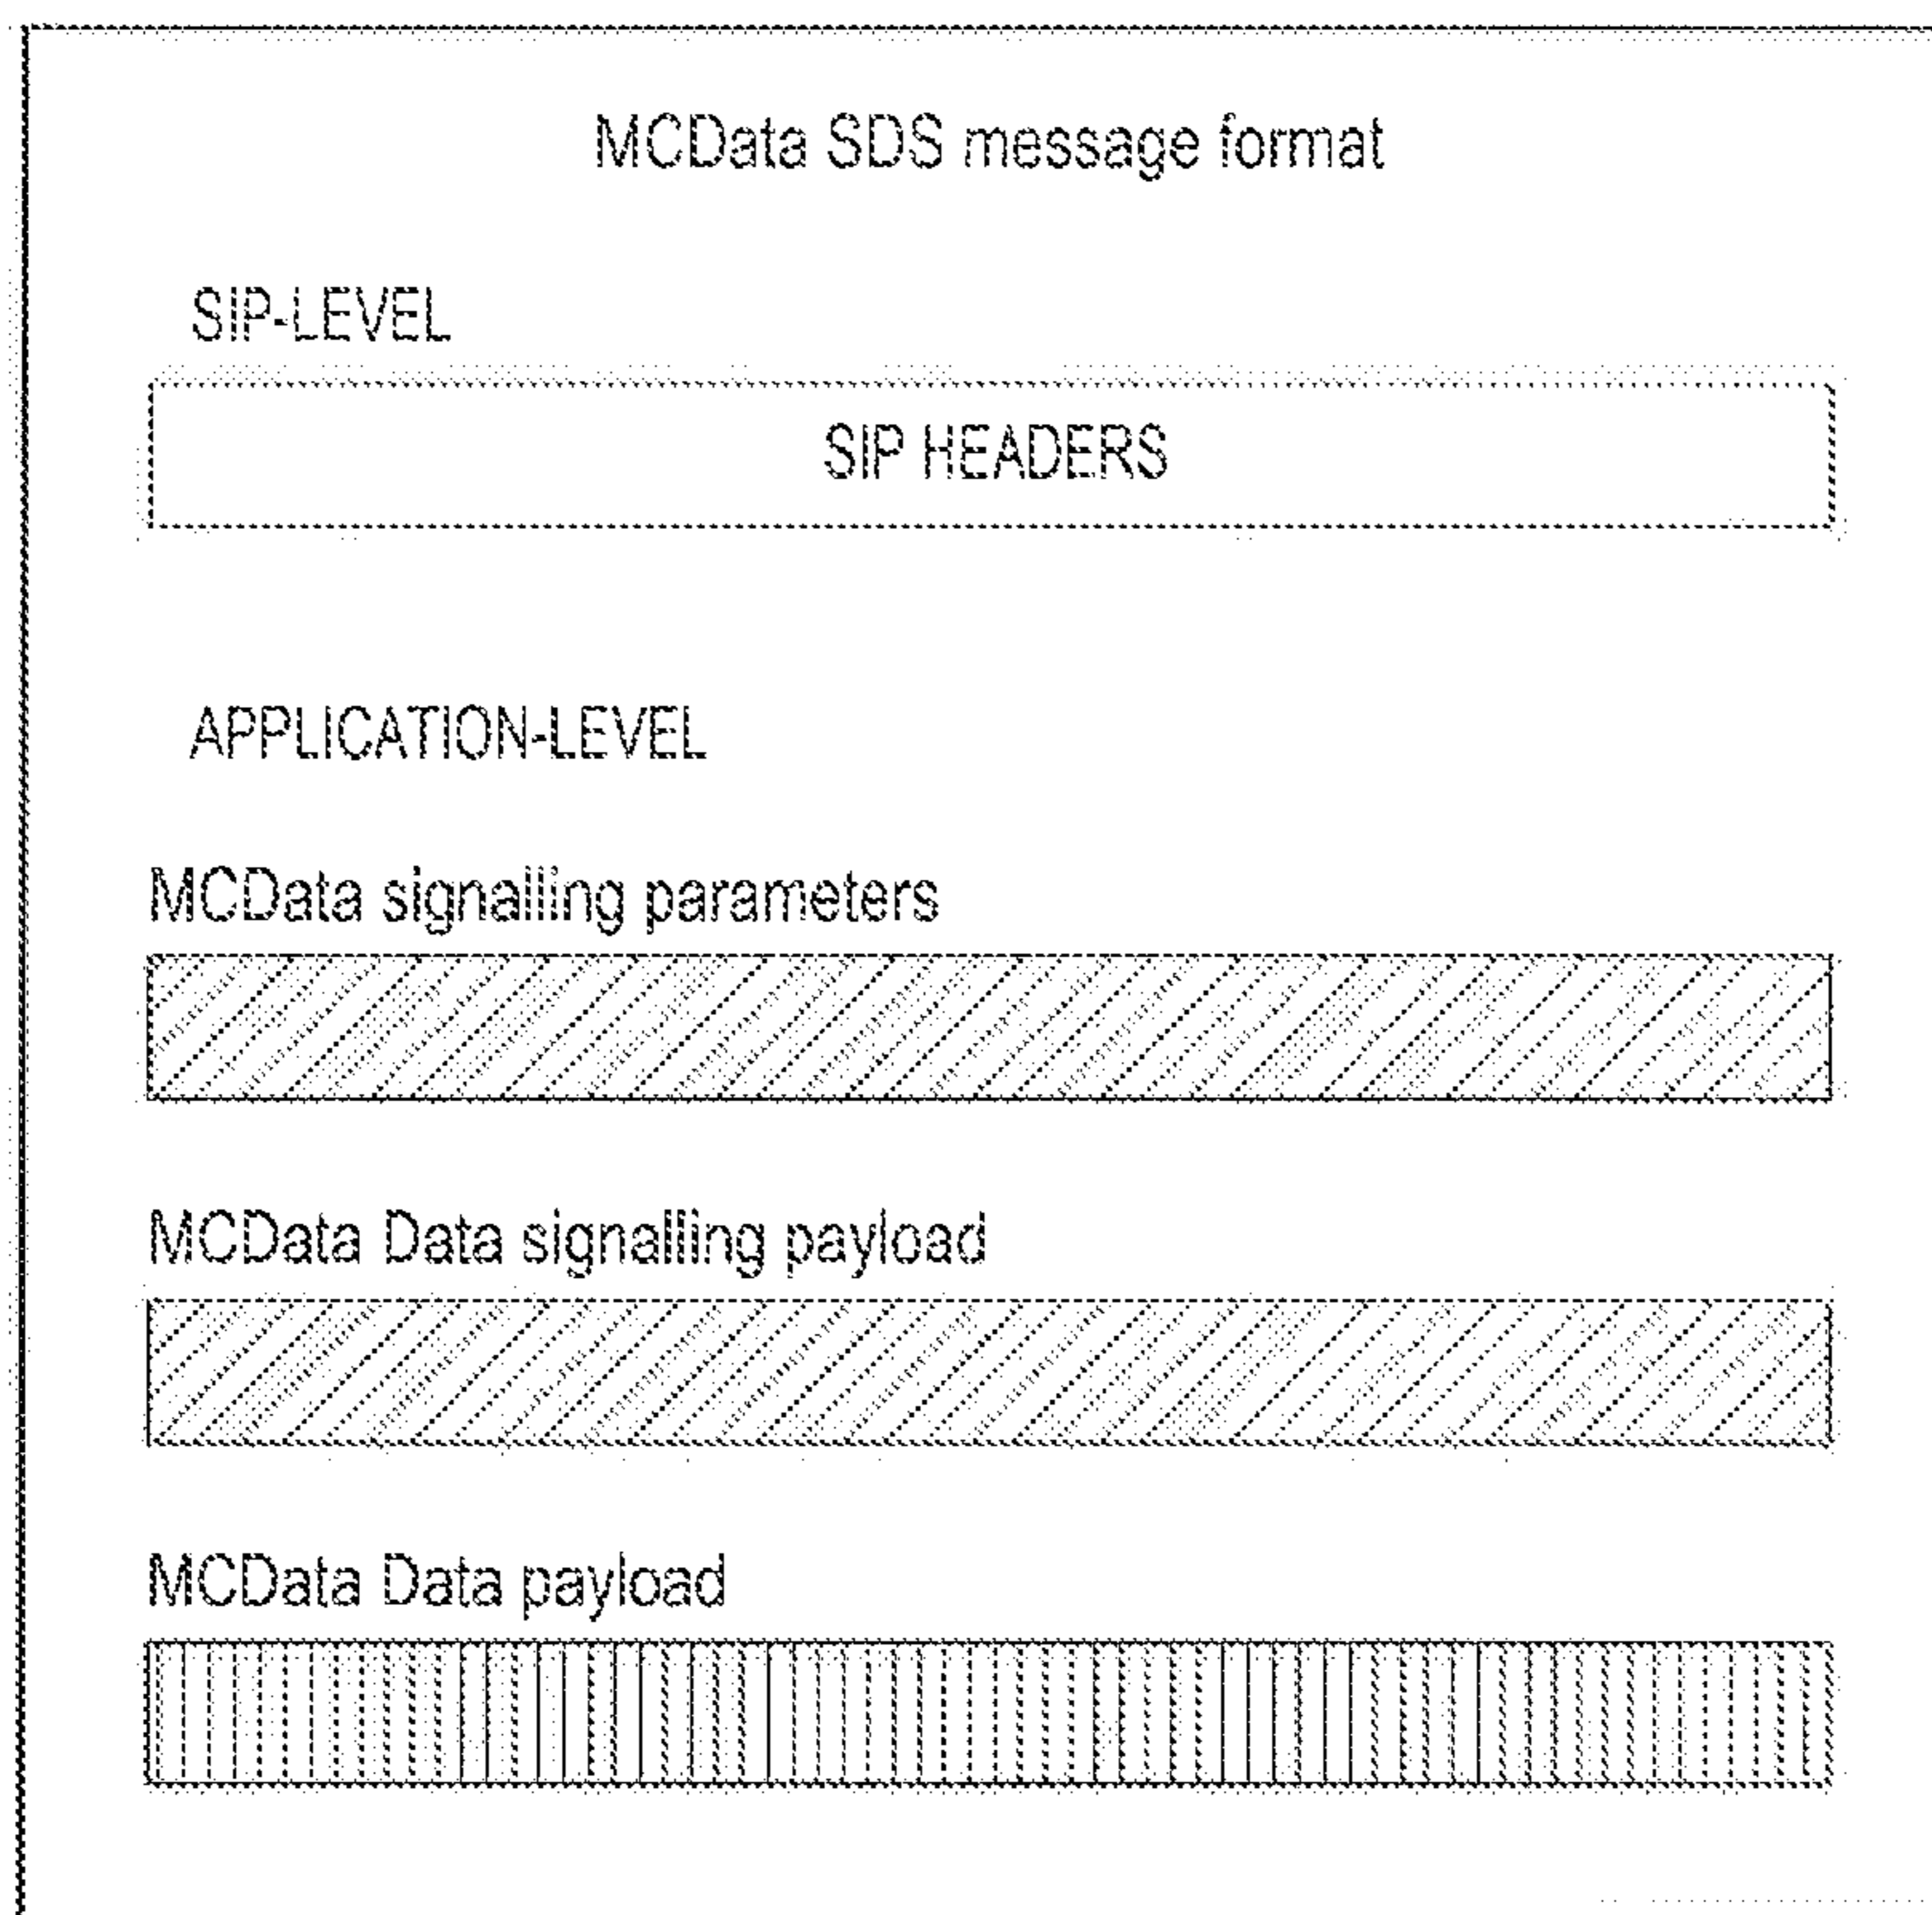 MCData SDS message format
SIP-LEVEL
SIP HEADERS
APPLICATION-LEVEL
MCData signalling parameters
MCData Data signalling payload
MCData Data payload